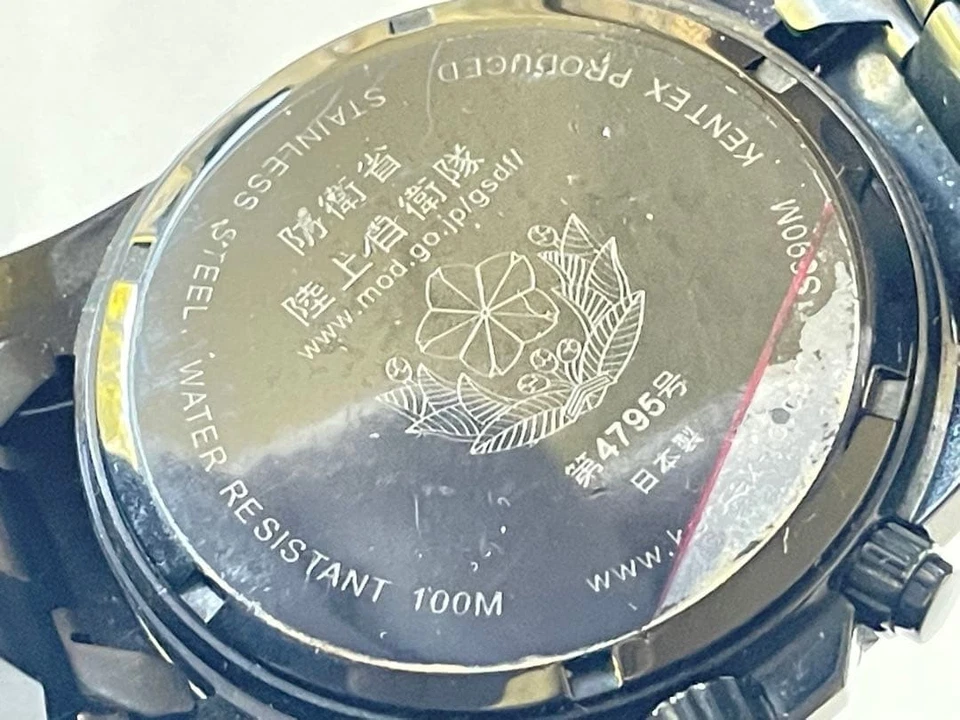 防衛省
陸上自衛隊
www.mod.go.jp/gsdf/
第4795号
日本製
KENTEX PRODUCED
STAINLESS STEEL
WATER RESISTANT 100M
www.k